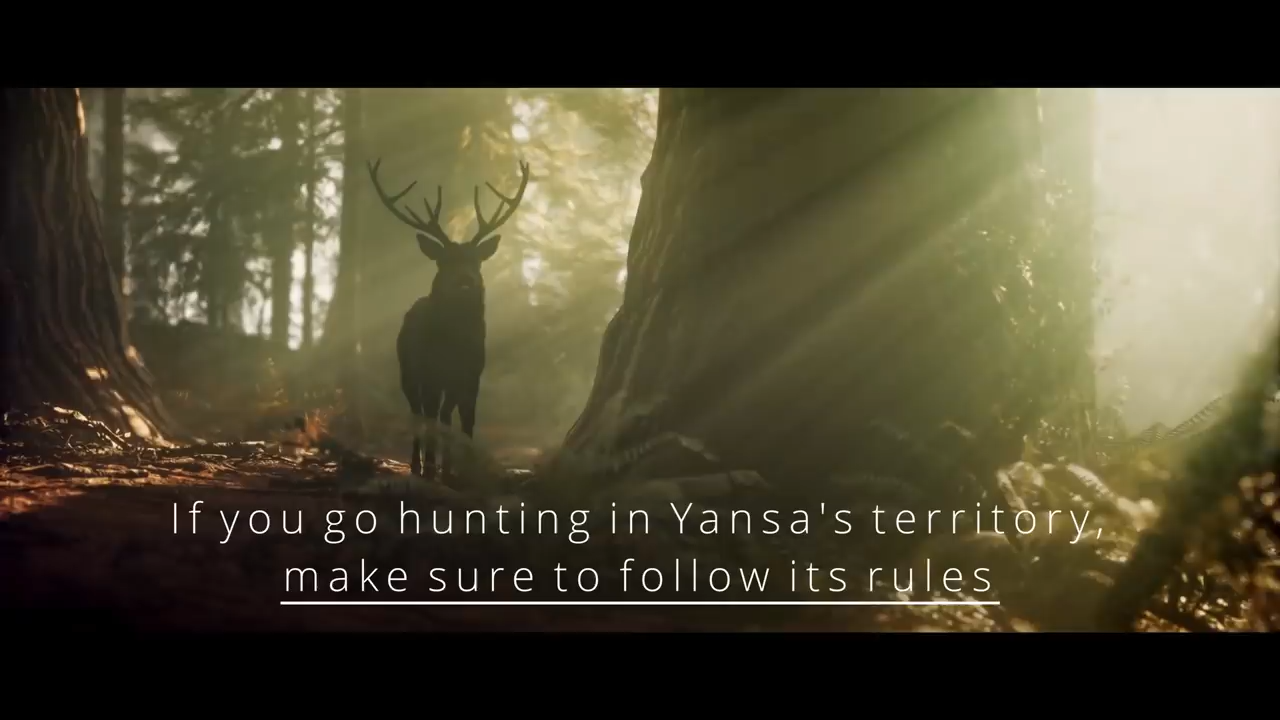 If you go hunting in Yansa's territory,
make sure to follow its rules